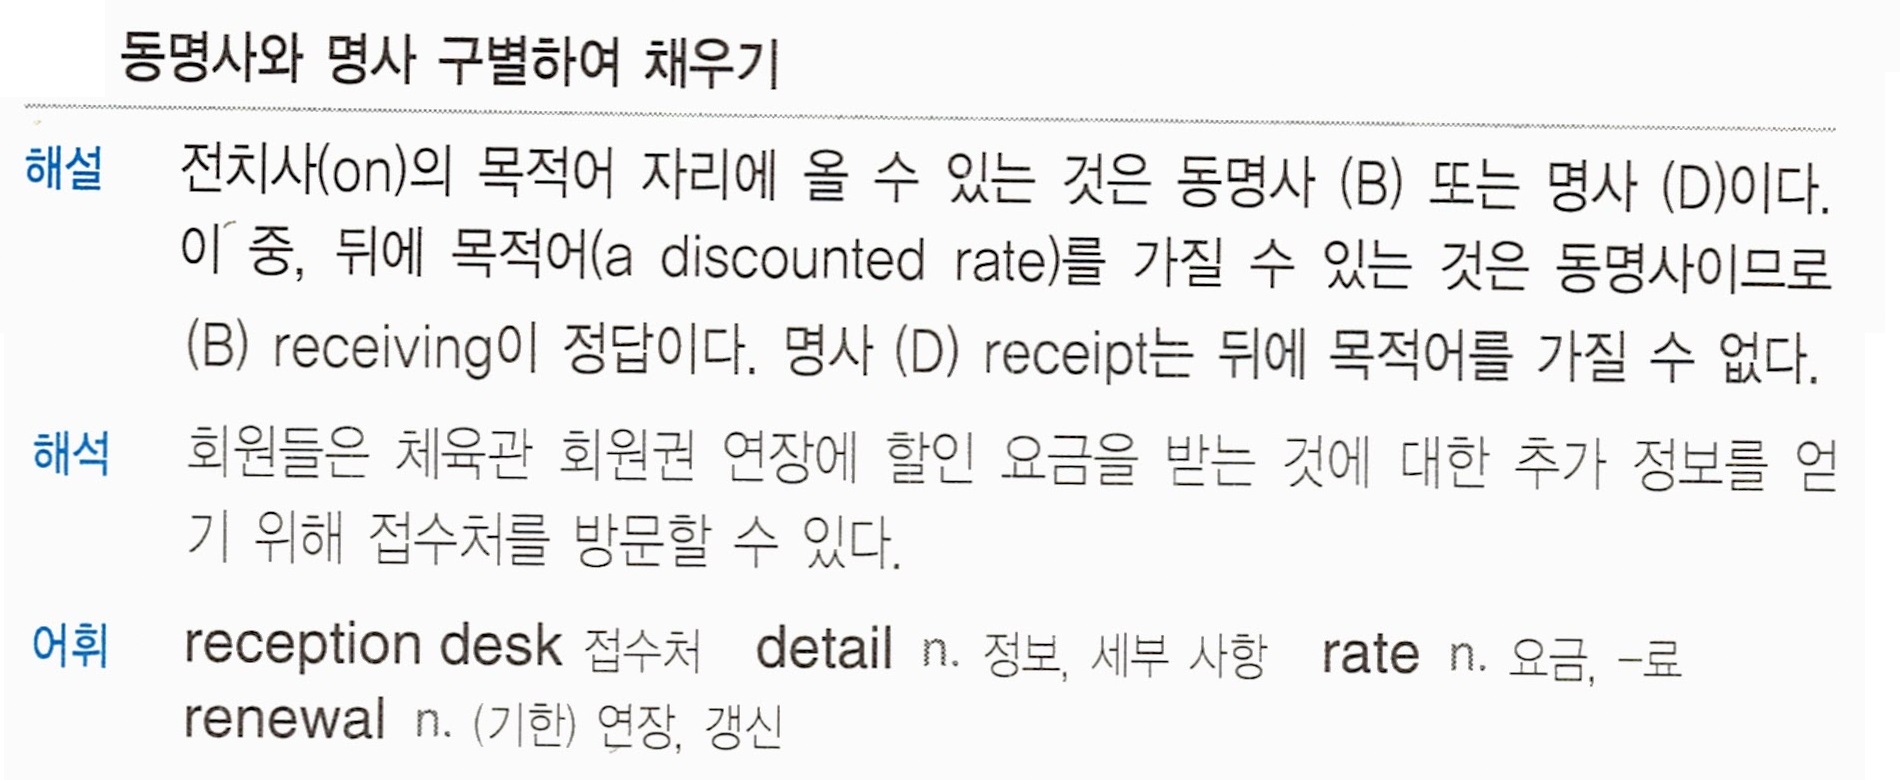 동명사와 명사 구별하여 채우기
해설 전치사(on)의 목적어 자리에 올 수 있는 것은 동명사 (B) 또는 명사 (D)이다.
이 중, 뒤에 목적어(a discounted rate)를 가질 수 있는 것은 동명사이므로
(B) receiving이 정답이다. 명사 (D) receipt는 뒤에 목적어를 가질 수 없다.
해석 회원들은 체육관 회원권 연장에 할인 요금을 받는 것에 대한 추가 정보를 얻
기 위해 접수처를 방문할 수 있다.
어휘 reception desk 접수처 detail n. 정보, 세부 사항 rate n. 요금, -료
renewal n. (기한) 연장, 갱신